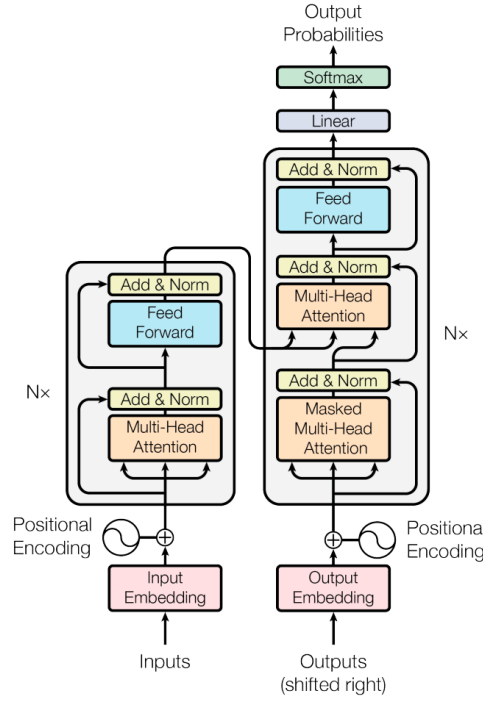 Output
Probabilities
Softmax
Linear
Add & Norm
Feed
Forward
Add & Norm
Multi-Head
Attention
Add & Norm
Masked
Multi-Head
Attention
N×
Add & Norm
Feed
Forward
Add & Norm
Multi-Head
Attention
N×
Positional
Encoding
Positiona
Encoding
Input
Embedding
Output
Embedding
Inputs
Outputs
(shifted right)